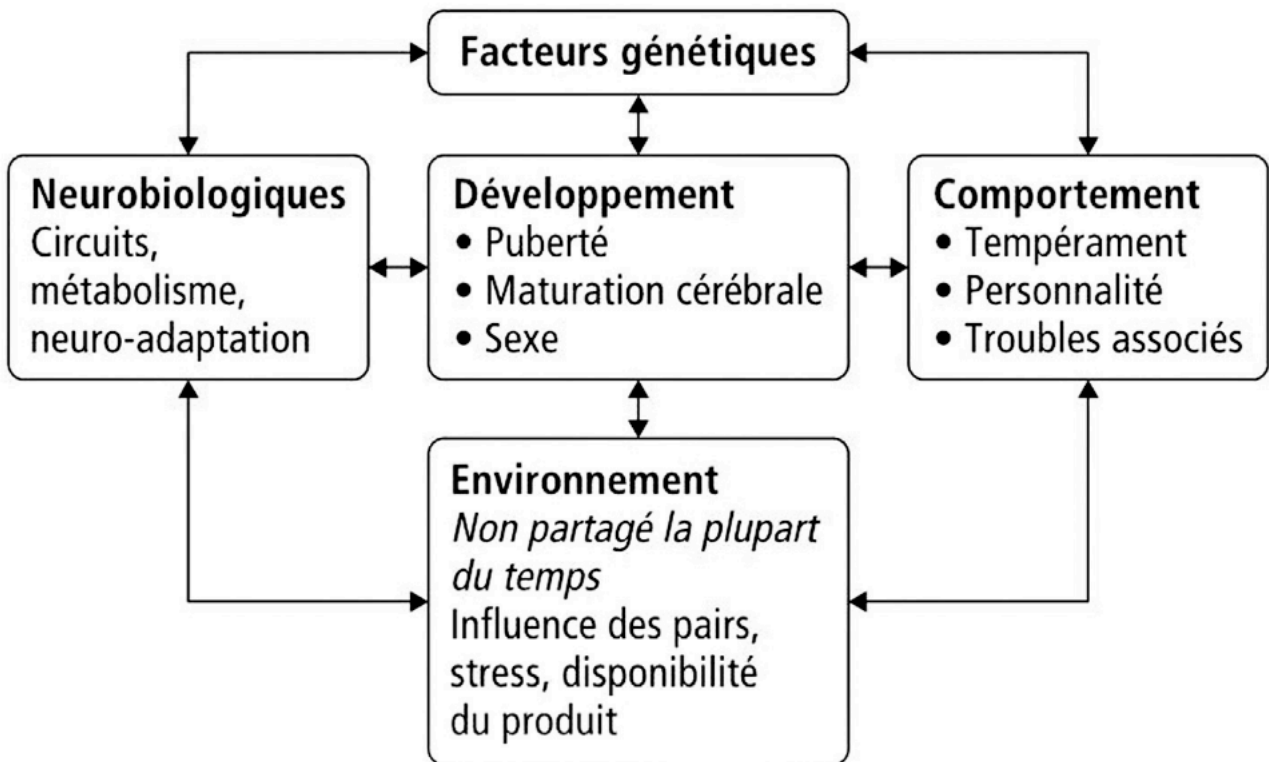 Facteurs génétiques
Neurobiologiques
Circuits,
métabolisme,
neuro-adaptation
Développement
• Puberté
• Maturation cérébrale
• Sexe
Comportement
• Tempérament
• Personnalité
• Troubles associés
Environnement
Non partagé la plupart
du temps
Influence des pairs,
stress, disponibilité
du produit